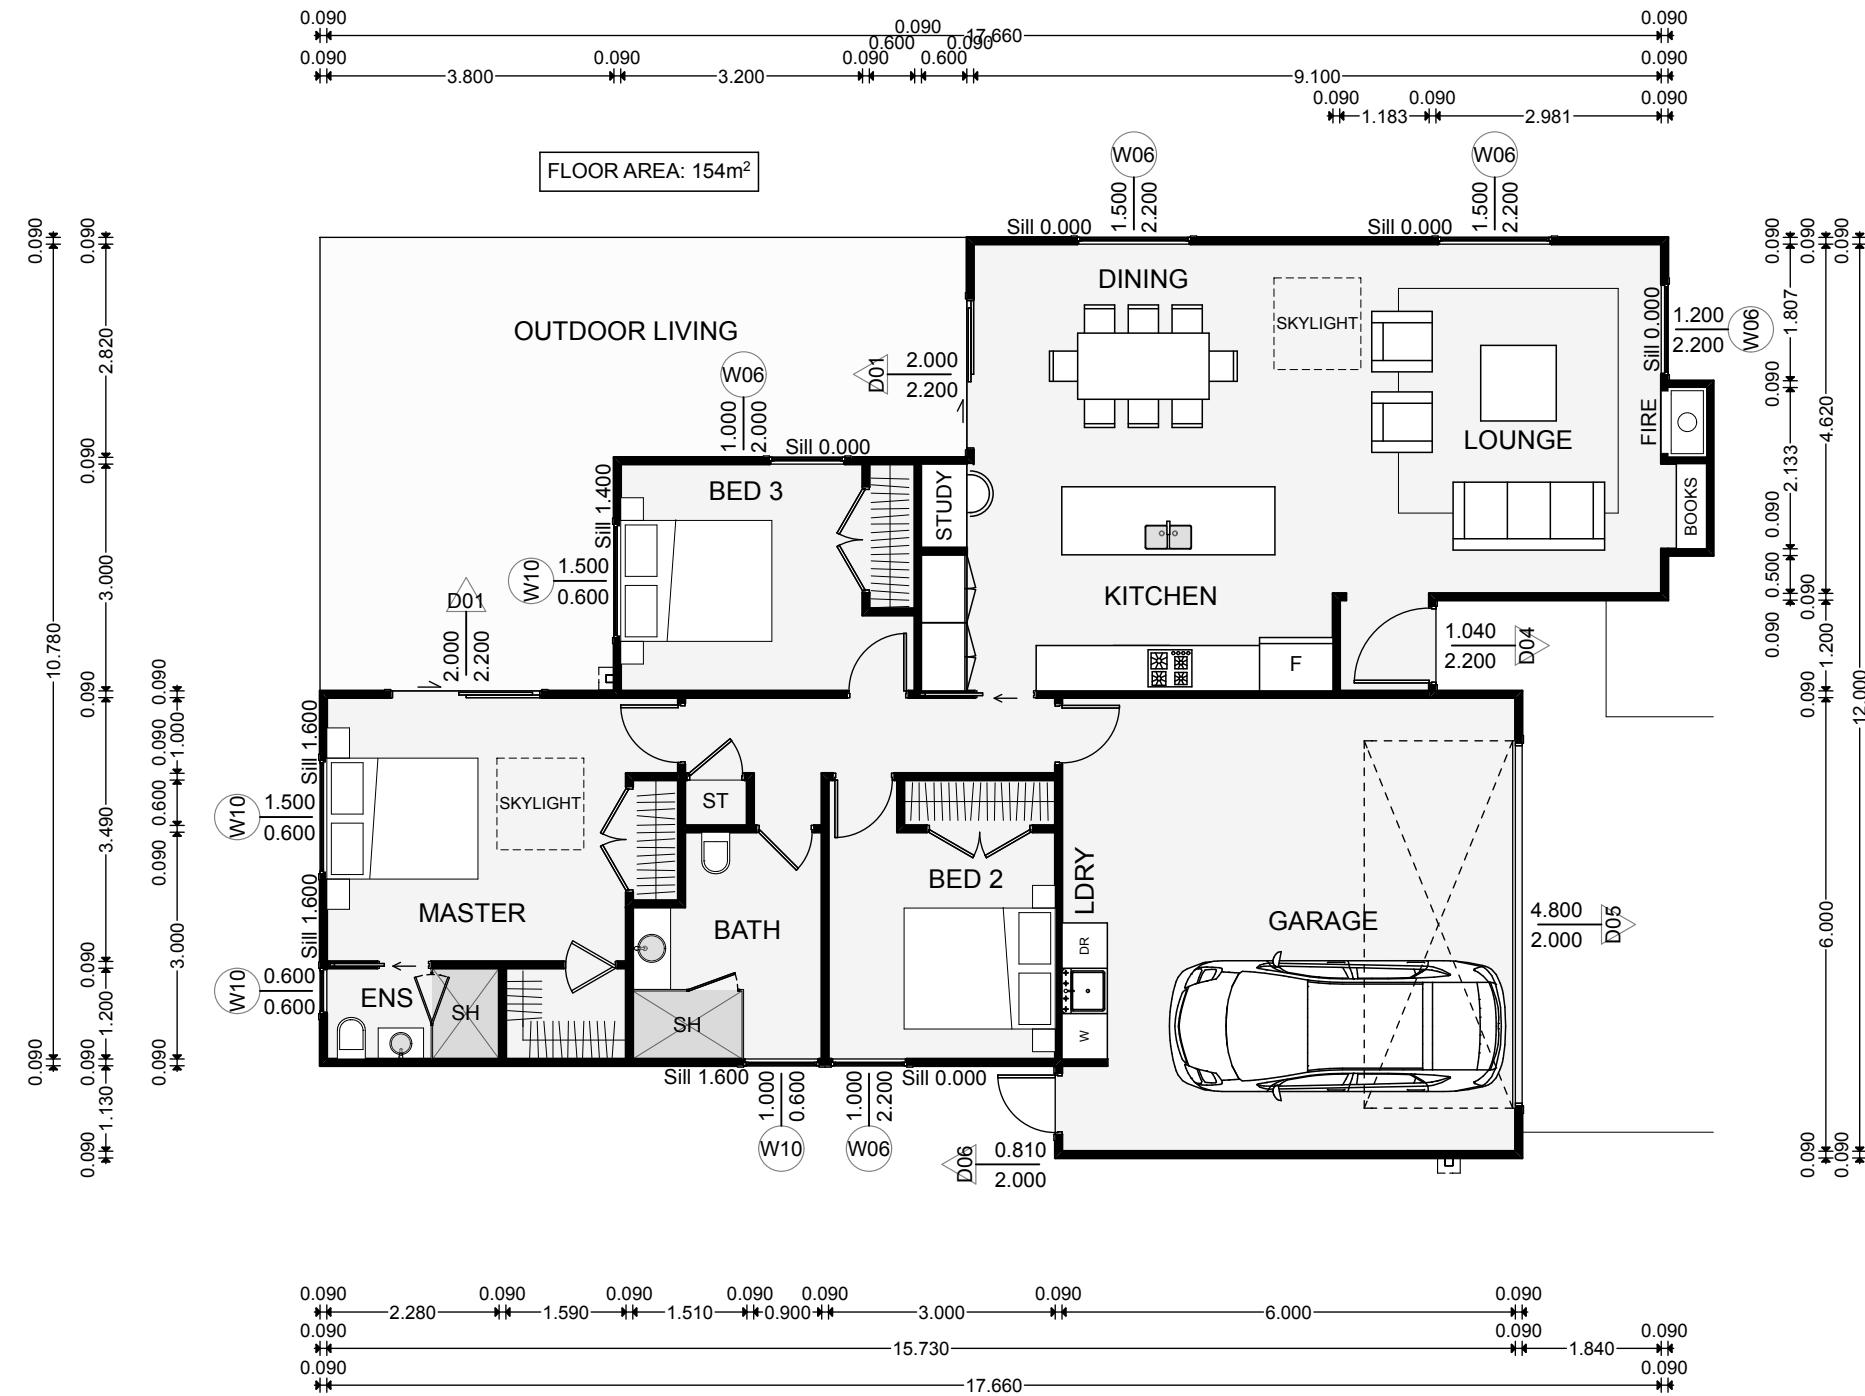 0.090 0.090 0.090
17.660
0.600 0.090
0.090 0.090 0.090 0.600 0.090
3.800 3.200 9.100
0.090 0.090 0.090
1.183 2.981
FLOOR AREA: 154m²
W06 W06
1.500 2.200 1.500 2.200
Sill 0.000 Sill 0.000
0.090 0.090 0.090 0.090 0.090
DINING
SKYLIGHT
OUTDOOR LIVING
Sill 0.000
1.200 2.200 W06
1.807
2.820
W06
1.000 2.000
Sill 0.000
D01 2.000 2.200
0.090
FIRE
LOUNGE
4.620
2.133
0.090
Sill 1.400
BED 3
STUDY
BOOKS
0.090
W10 1.500 0.600
3.000
0.500
D01
2.000 2.200
KITCHEN
F
0.090 0.090
1.040 2.200 D04
1.200
10.780
12.000
0.090 0.090 0.090
Sill 1.600
1.000
0.090
W10 1.500 0.600
SKYLIGHT
ST
0.600
3.490
0.090
Sill 1.600
MASTER
BATH
BED 2
LDRY
GARAGE
4.800 2.000 D05
6.000
3.000
0.090
DR
W10 0.600 0.600
ENS
SH
SH
W
1.200
0.090 0.090 0.090
Sill 1.600
1.000 0.600
W10
1.000 2.200
W06
Sill 0.000
1.130
0.090
D06 0.810 2.000
0.090 0.090
0.090 0.090 0.090 0.090 0.090 0.090 0.090
2.280 1.590 1.510 0.900 3.000 6.000
0.090 0.090 0.090
15.730 1.840
0.090 0.090
17.660